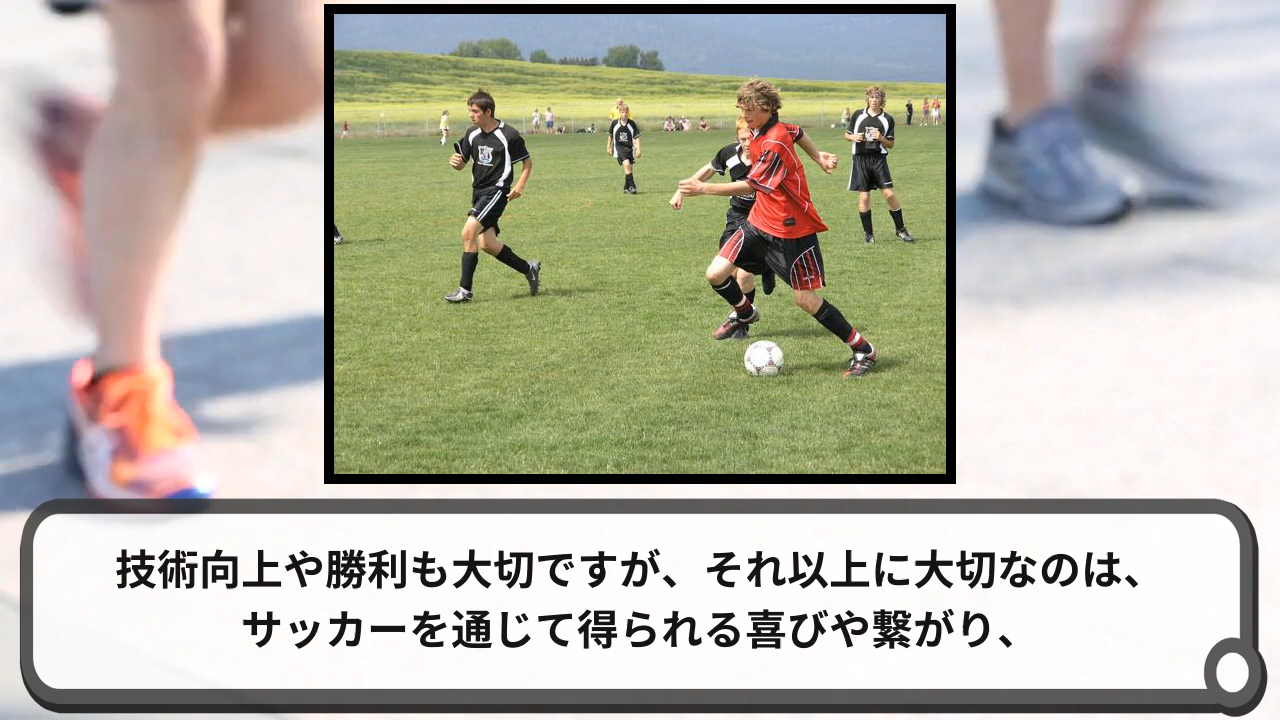 技術向上や勝利も大切ですが、それ以上に大切なのは、
サッカーを通じて得られる喜びや繋がり、